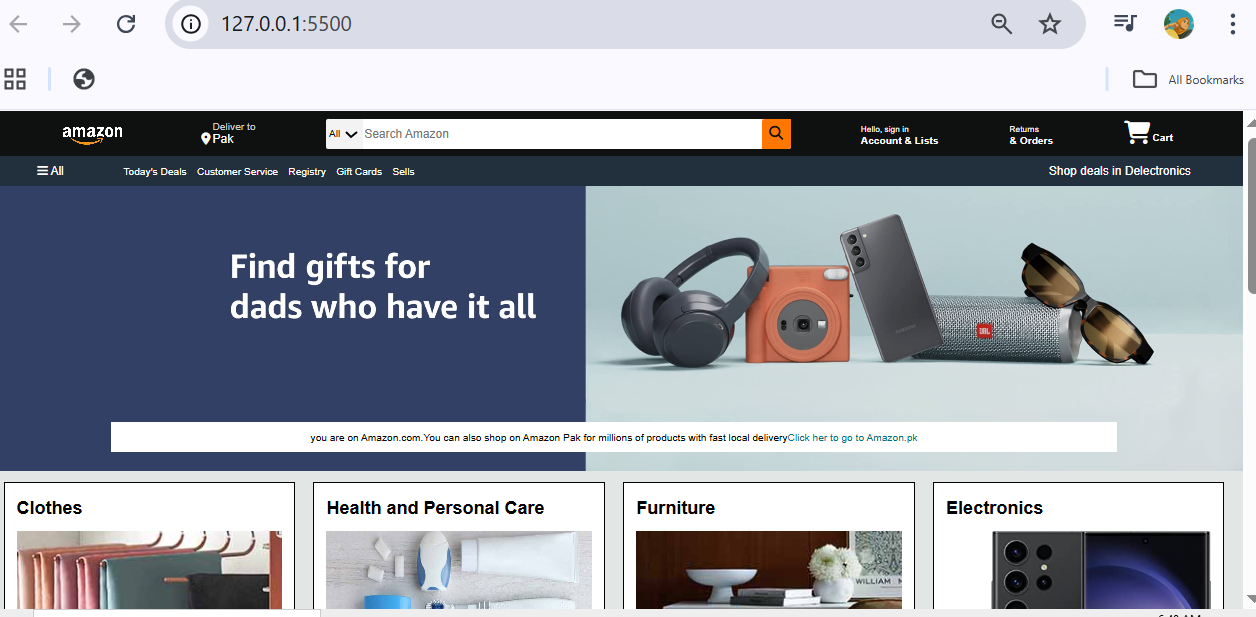 127.0.0.1:5500
All Bookmarks
amazon
Deliver to
Pak
All
Search Amazon
Hello, sign in
Account & Lists
Returns
& Orders
Cart
All
Today's Deals
Customer Service
Registry
Gift Cards
Sells
Shop deals in Delectronics
Find gifts for
dads who have it all
SAMSUNG
JBL
you are on Amazon.com.You can also shop on Amazon Pak for millions of products with fast local deliveryClick her to go to Amazon.pk
Clothes
Health and Personal Care
Furniture
Electronics
WILLIAM